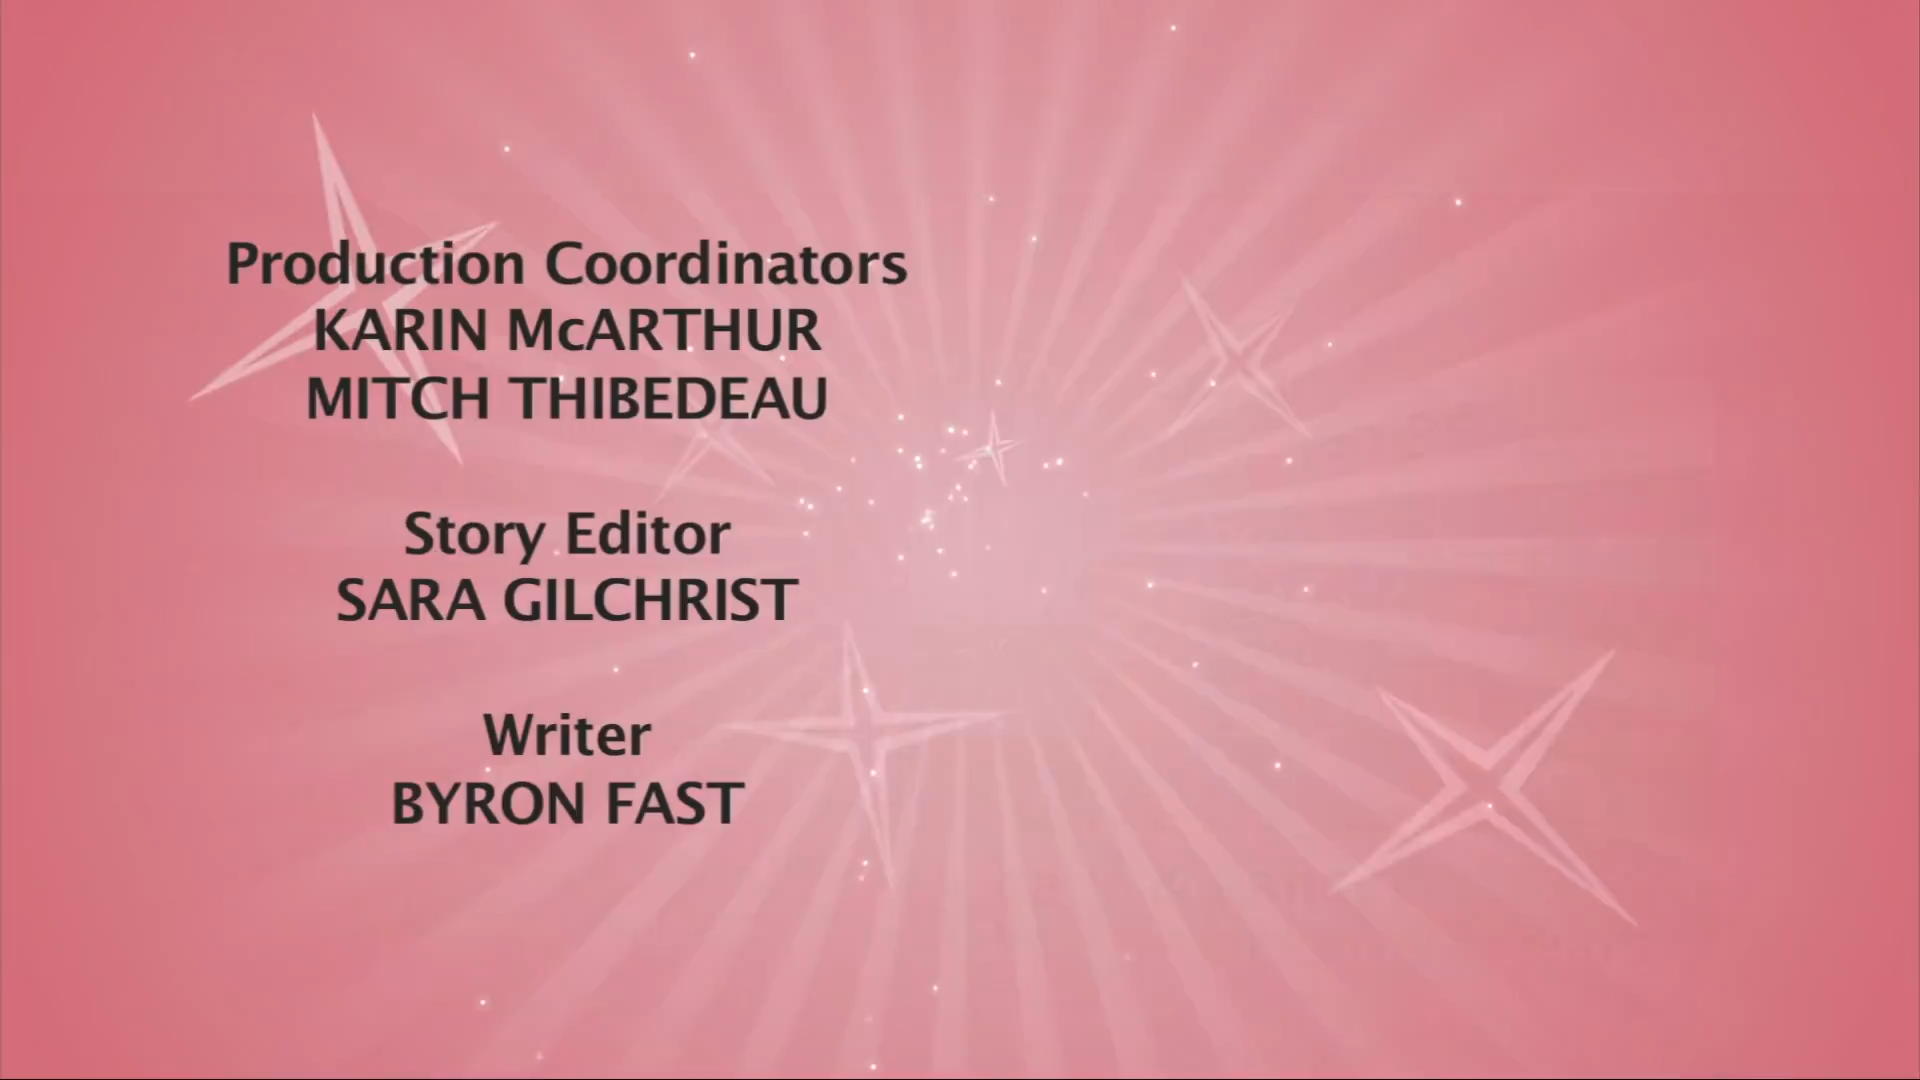 Production Coordinators
KARIN McARTHUR
MITCH THIBEDEAU
Story Editor
SARA GILCHRIST
Writer
BYRON FAST